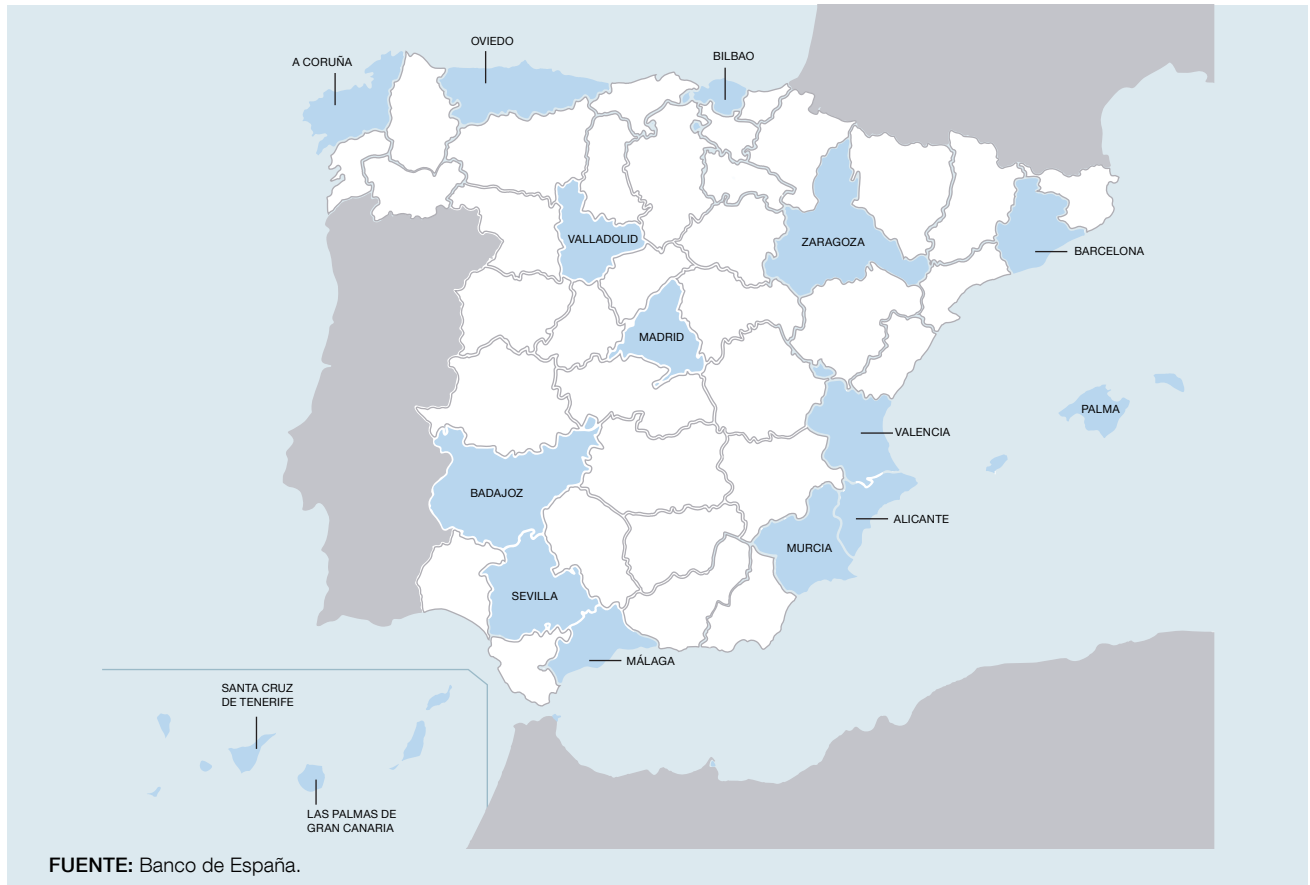 OVIEDO
A CORUÑA
BILBAO
VALLADOLID
ZARAGOZA
BARCELONA
MADRID
PALMA
VALENCIA
BADAJOZ
ALICANTE
MURCIA
SEVILLA
MÁLAGA
SANTA CRUZ
DE TENERIFE
LAS PALMAS DE
GRAN CANARIA
FUENTE: Banco de España.